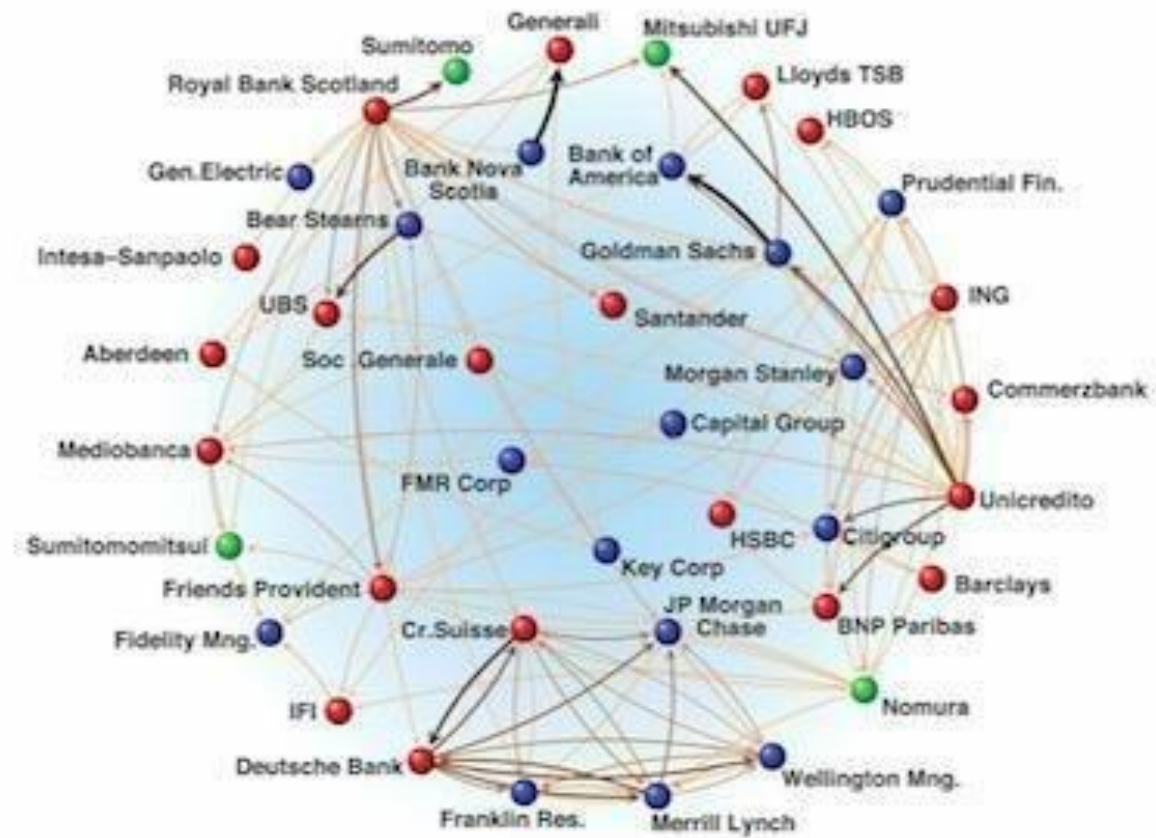 Generali
Mitsubishi UFJ
Sumitomo
Royal Bank Scotland
Lloyds TSB
HBOS
Gen.Electric
Bank Nova
Scotia
Bank of
America
Prudential Fin.
Bear Stearns
Goldman Sachs
Intesa-Sanpaolo
UBS
Santander
ING
Aberdeen
Soc. Generale
Morgan Stanley
Commerzbank
Capital Group
Mediobanca
FMR Corp
Unicredito
HSBC
Citigroup
Sumitomomitsui
Key Corp
Barclays
Friends Provident
JP Morgan
Chase
BNP Paribas
Fidelity Mng.
Cr.Suisse
IFI
Nomura
Deutsche Bank
Wellington Mng.
Franklin Res.
Merrill Lynch